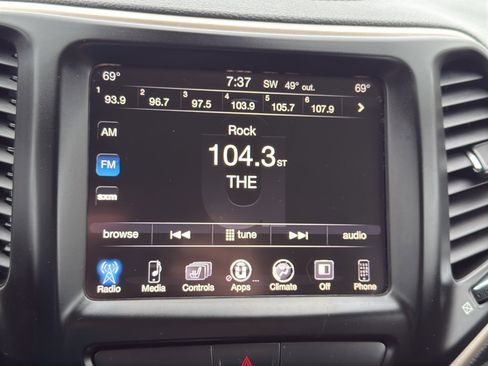 69° 7:37 SW 49° out. 69°
1 93.9 2 96.7 3 97.5 4 103.9 5 105.7 6 107.9
AM
Rock
FM
104.3 ST
THE
sxm
browse tune audio
Radio Media Controls Apps ... Climate Off Phone